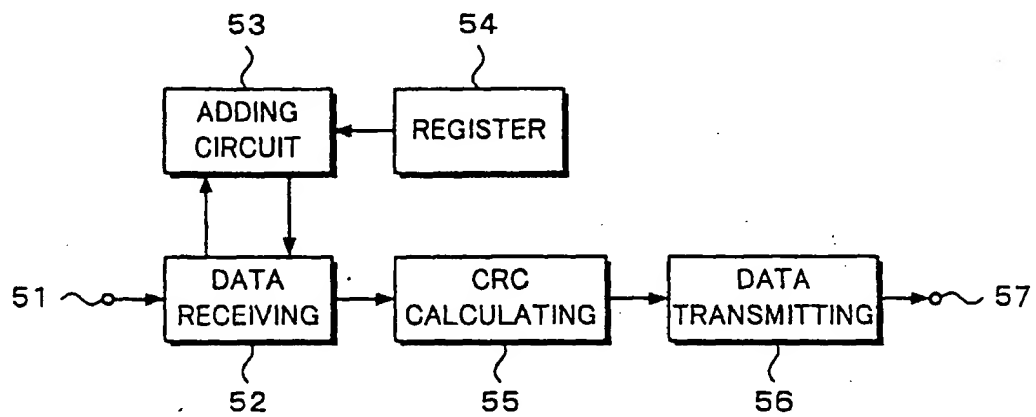 53
54
ADDING
CIRCUIT
REGISTER
51
DATA
RECEIVING
CRC
CALCULATING
DATA
TRANSMITTING
57
52
55
56